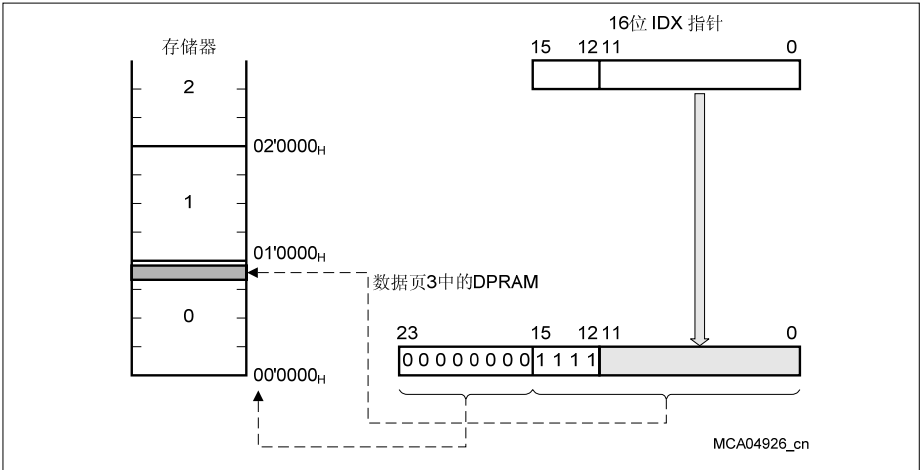 16位 IDX 指针
15 12 11 0
存储器
2
02'0000H
1
01'0000H
数据页3中的DPRAM
0
23 15 12 11 0
0 0 0 0 0 0 0 0 1 1 1 1
00'0000H
MCA04926_cn